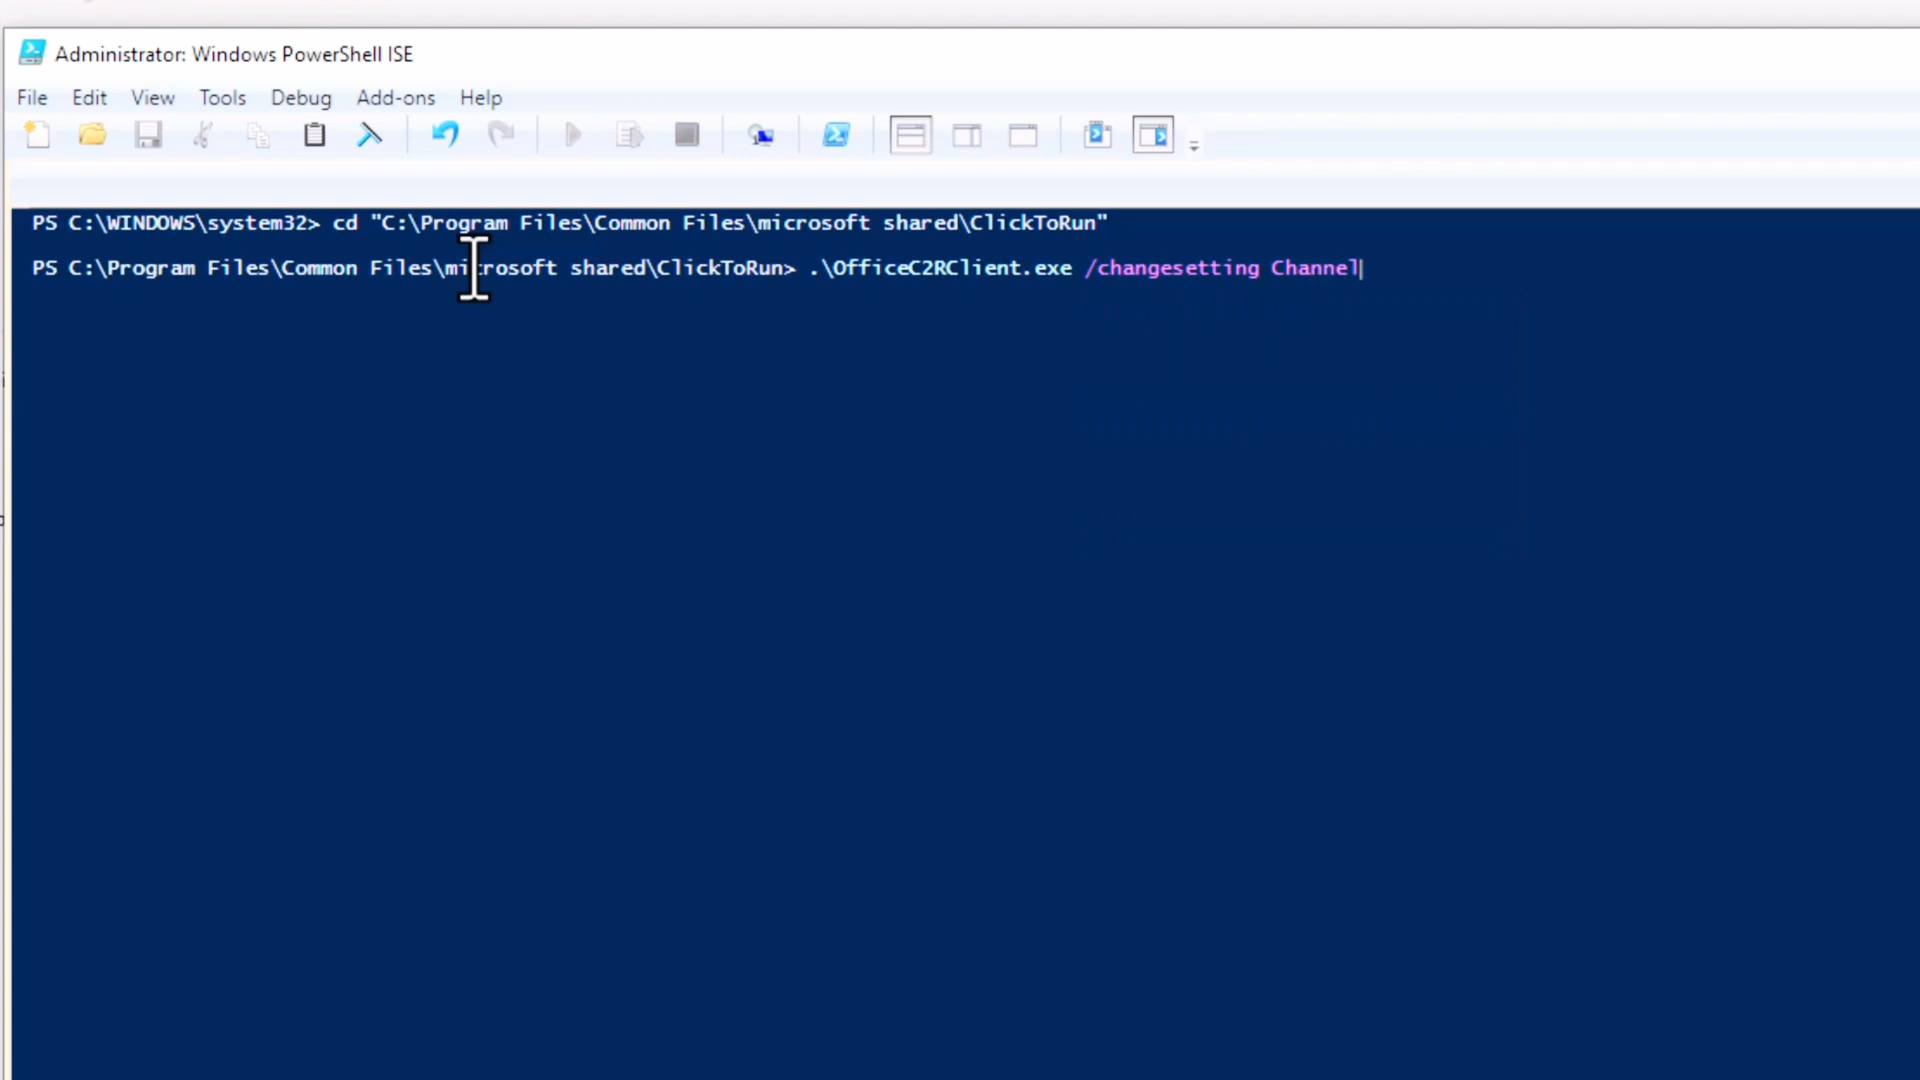 Administrator: Windows PowerShell ISE
File Edit View Tools Debug Add-ons Help
PS C:\WINDOWS\system32> cd "C:\Program Files\Common Files\microsoft shared\ClickToRun"
PS C:\Program Files\Common Files\microsoft shared\ClickToRun> .\OfficeC2RClient.exe /changesetting Channel